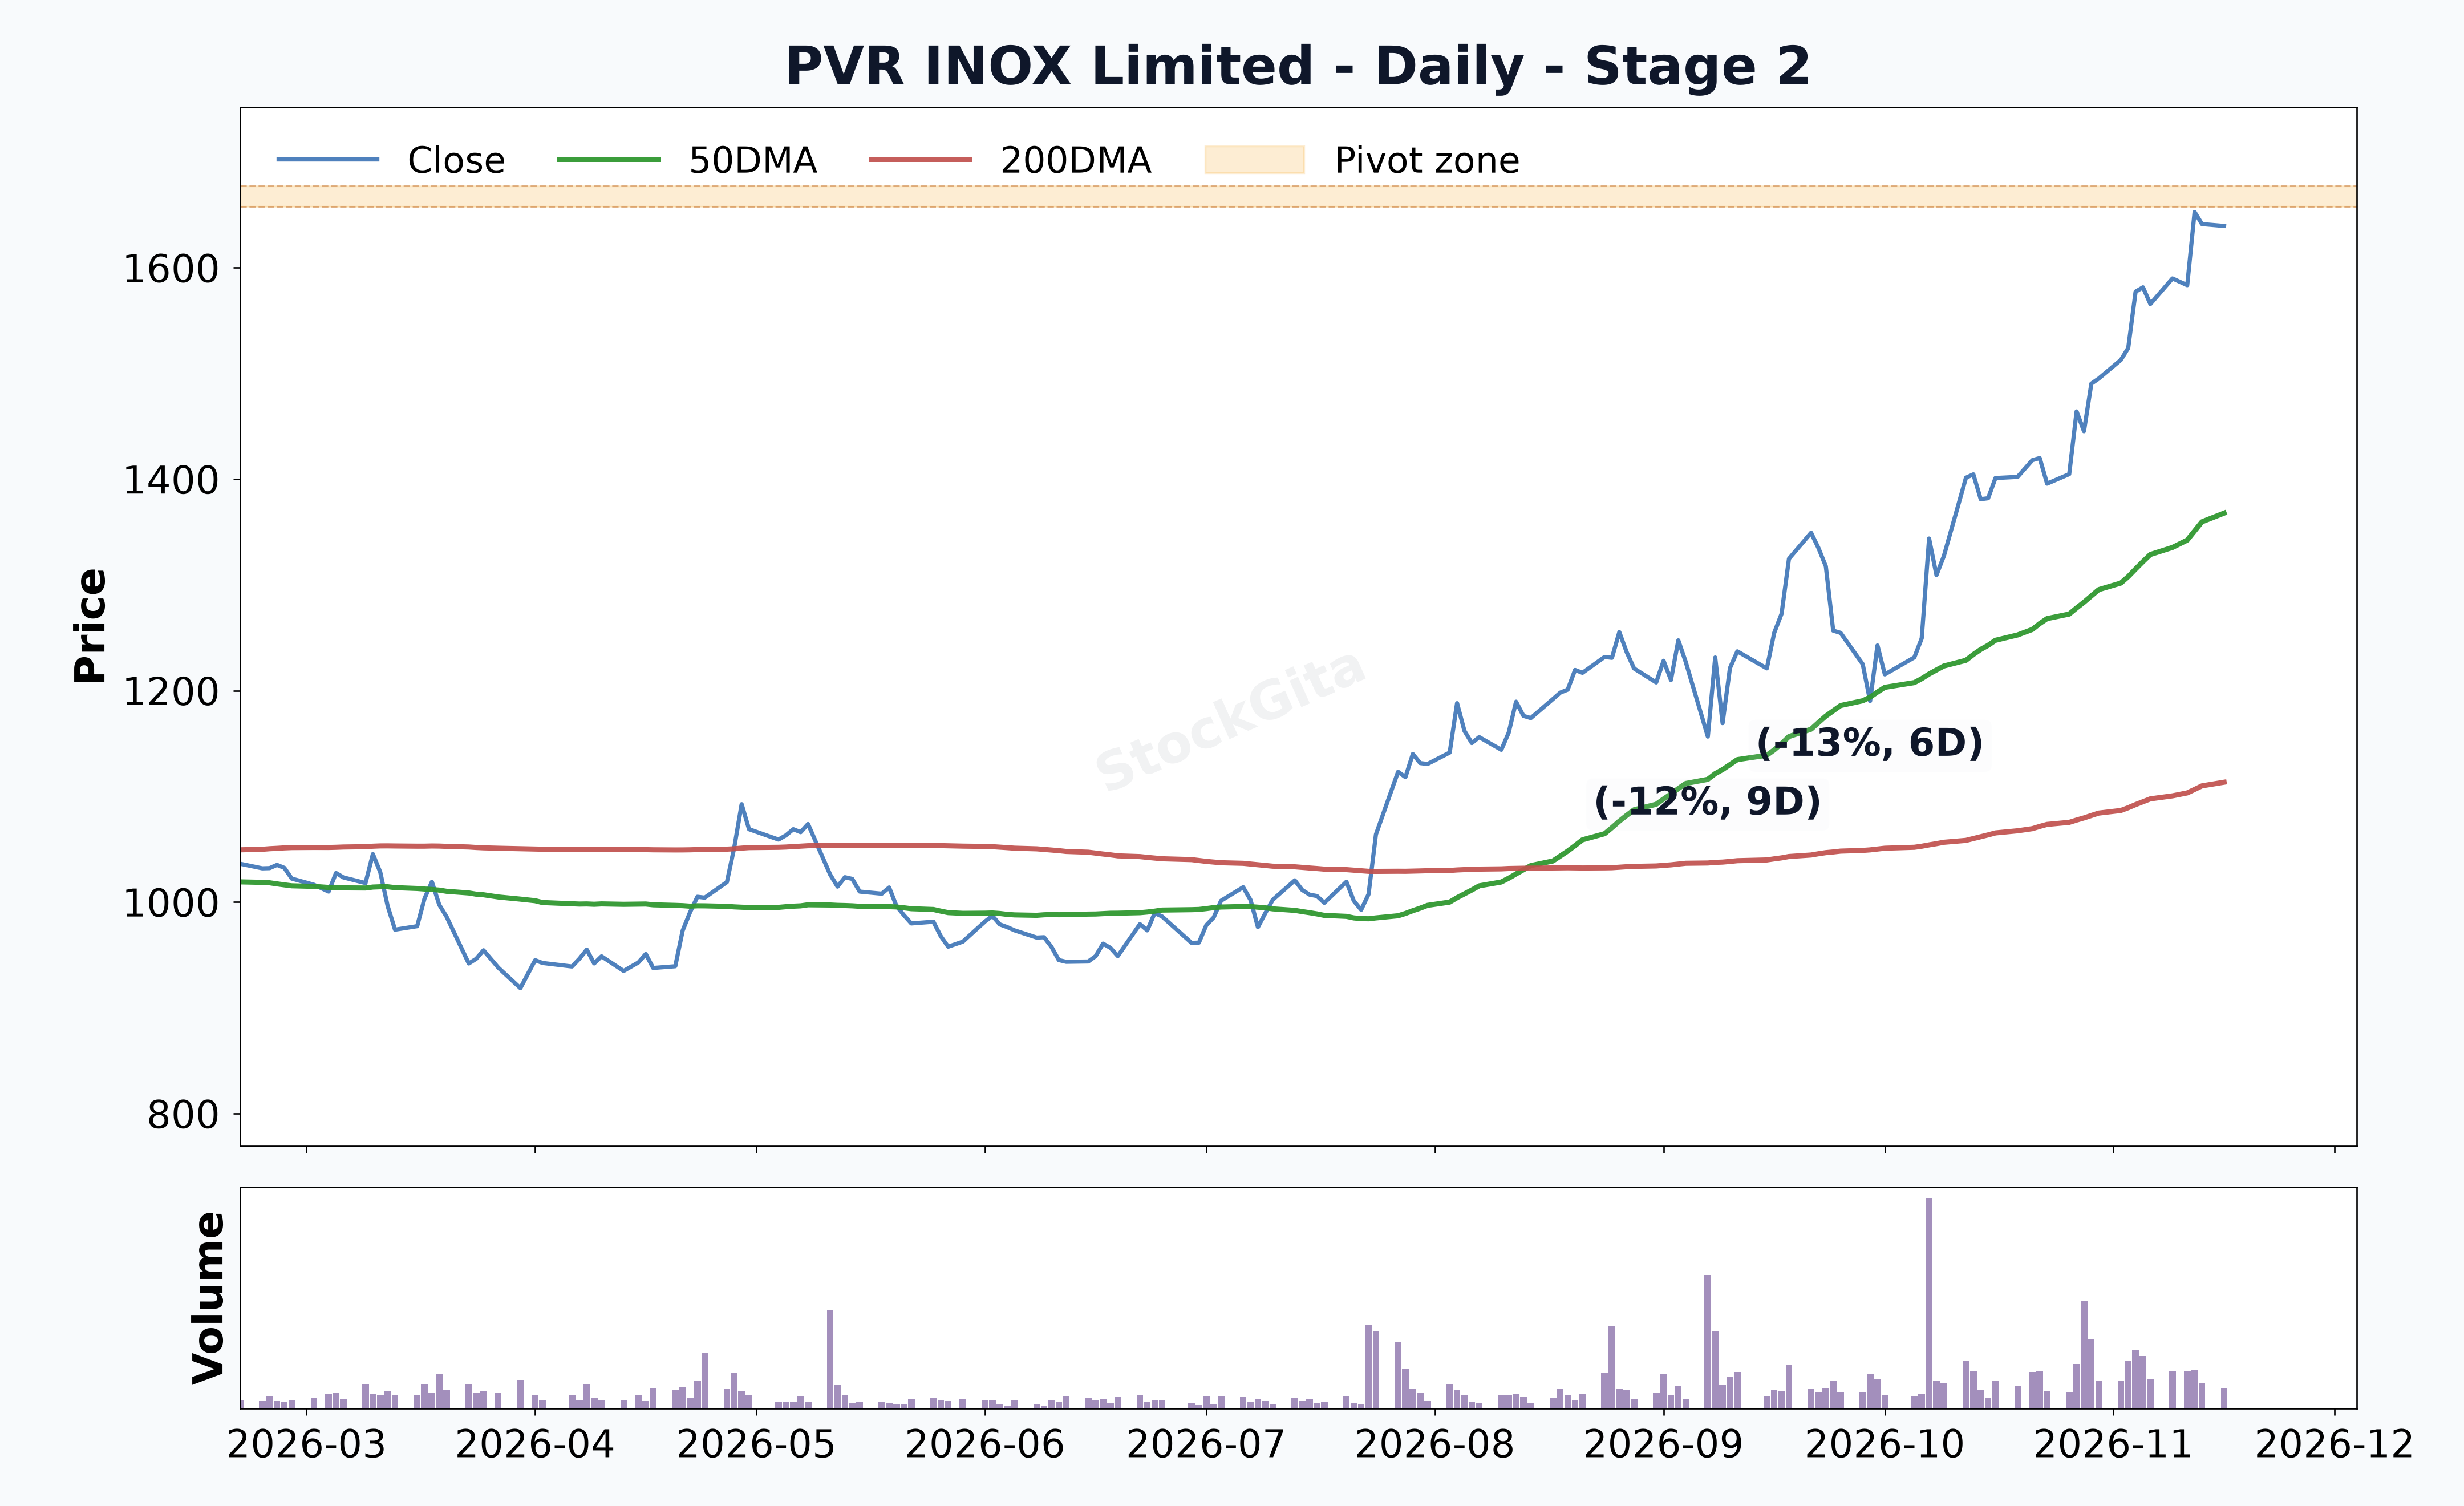 PVR INOX Limited - Daily - Stage 2
Close 50DMA 200DMA Pivot zone
1600
1400
1200
1000
800
Price
StockGita
(-13%, 6D)
(-12%, 9D)
Volume
2026-03 2026-04 2026-05 2026-06 2026-07 2026-08 2026-09 2026-10 2026-11 2026-12